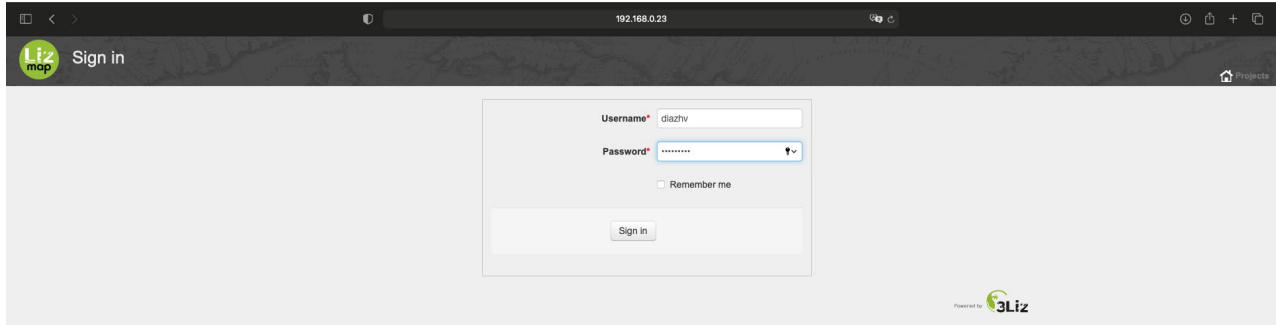 192.168.0.23
Liz
map
Sign in
Projects
Username*
diazhv
Password*
•••••••••
Remember me
Sign in
Powered by 3Liz